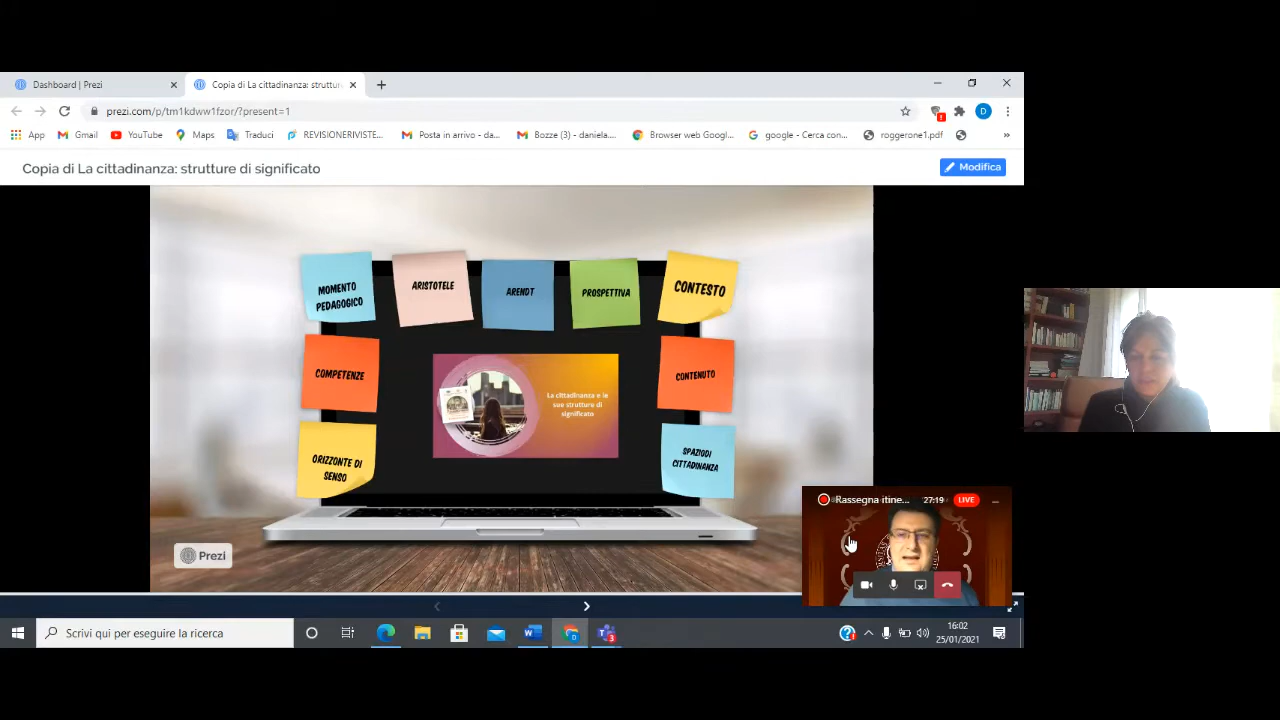 Dashboard | Prezi
Copia di La cittadinanza: struttur
prezi.com/p/tm1kdww1fzor/?present=1
D
App
Gmail
YouTube
Maps
Traduci
REVISIONERIVISTE...
Posta in arrivo - da...
Bozze (3) - daniela....
Browser web Googl...
google - Cerca con...
roggerone1.pdf
»
Copia di La cittadinanza: strutture di significato
Modifica
MOMENTO
PEDAGOGICO
ARISTOTELE
ARENDT
PROSPETTIVA
CONTESTO
COMPETENZE
CONTENUTO
La cittadinanza e le
sue strutture di
significato
ORIZZONTE DI
SENSO
SPAZIODI
CITTADINANZA
Rassegna itine...
27:19
LIVE
Prezi
Scrivi qui per eseguire la ricerca
3
16:02
25/01/2021